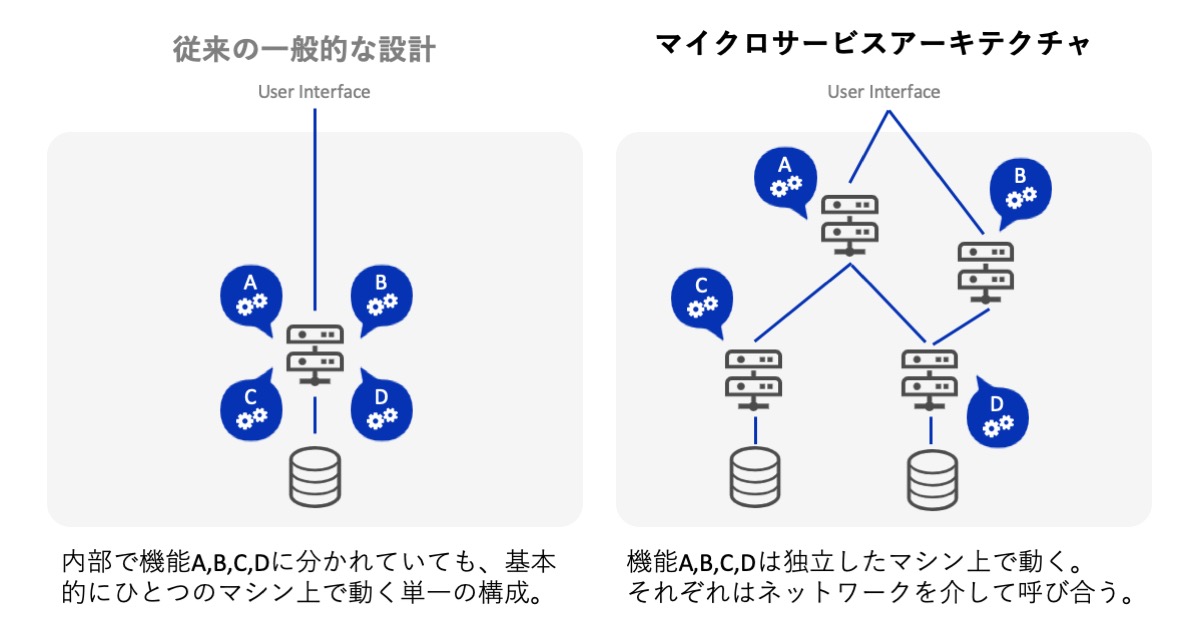 従来の一般的な設計
User Interface
A
B
C
D
内部で機能A,B,C,Dに分かれていても、基本
的にひとつのマシン上で動く単一の構成。
マイクロサービスアーキテクチャ
User Interface
A
B
C
D
機能A,B,C,Dは独立したマシン上で動く。
それぞれはネットワークを介して呼び合う。